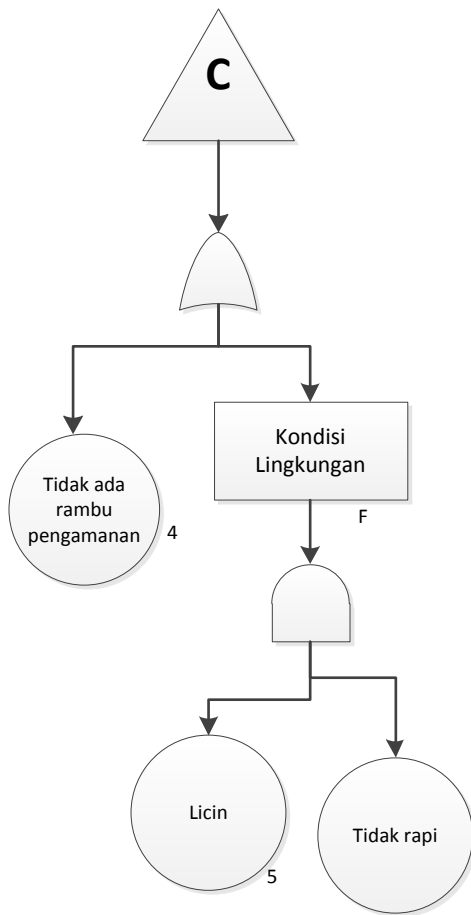 C
Tidak ada
rambu
pengamanan
4
Kondisi
Lingkungan
F
Licin
5
Tidak rapi